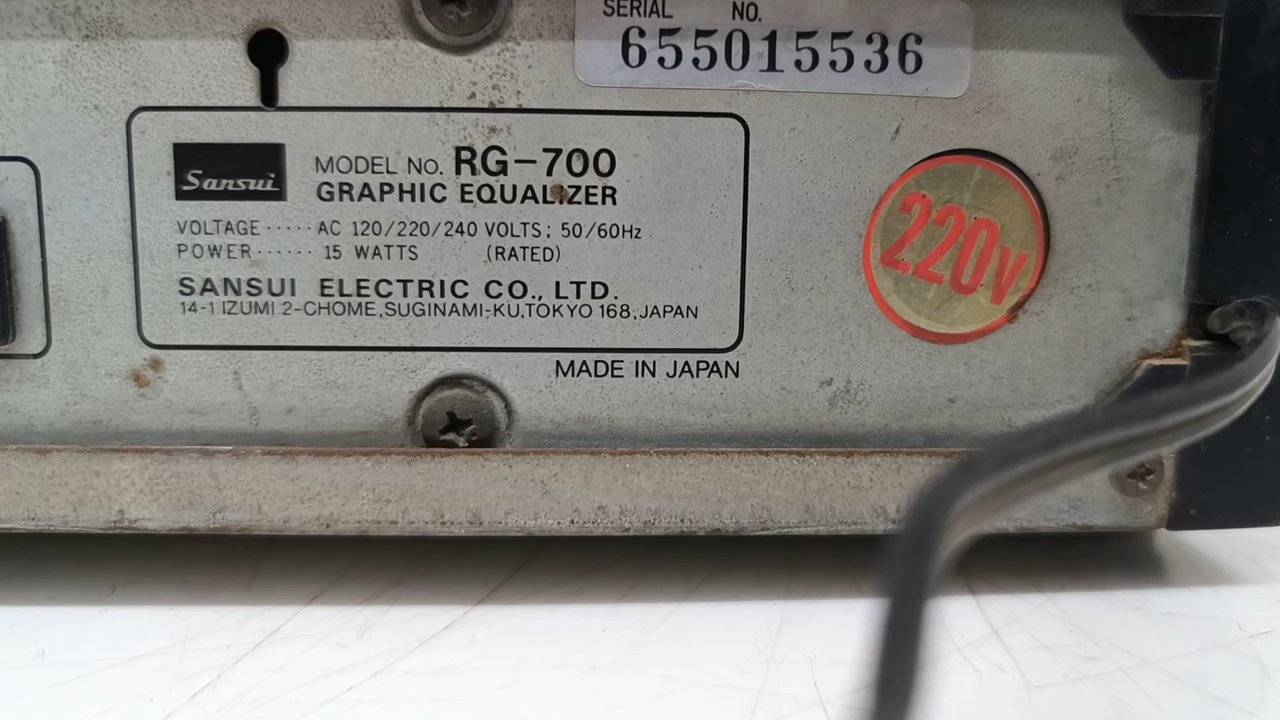 SERIAL NO.
655015536
Sansui
MODEL No. RG-700
GRAPHIC EQUALIZER
VOLTAGE ····· AC 120/220/240 VOLTS; 50/60Hz
POWER ······ 15 WATTS (RATED)
SANSUI ELECTRIC CO., LTD.
14-1 IZUMI 2-CHOME, SUGINAMI-KU, TOKYO 168, JAPAN
MADE IN JAPAN
220V